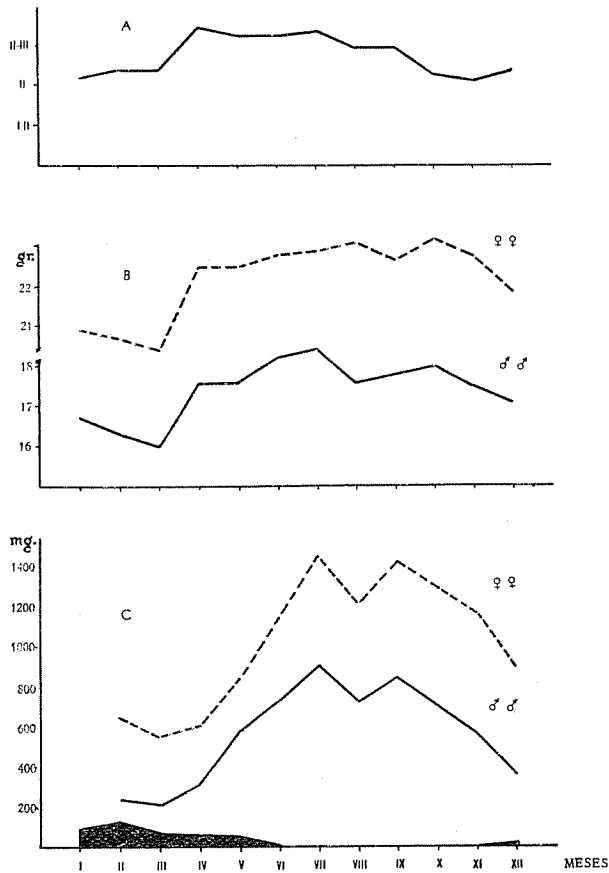 A
II-III
II
I-II
B
gr.
22
21
18
17
16
♀ ♀
♂ ♂
C
mg.
1400
1200
1000
800
600
400
200
♀ ♀
♂ ♂
I II III IV V VI VII VIII IX X XI XII MESES